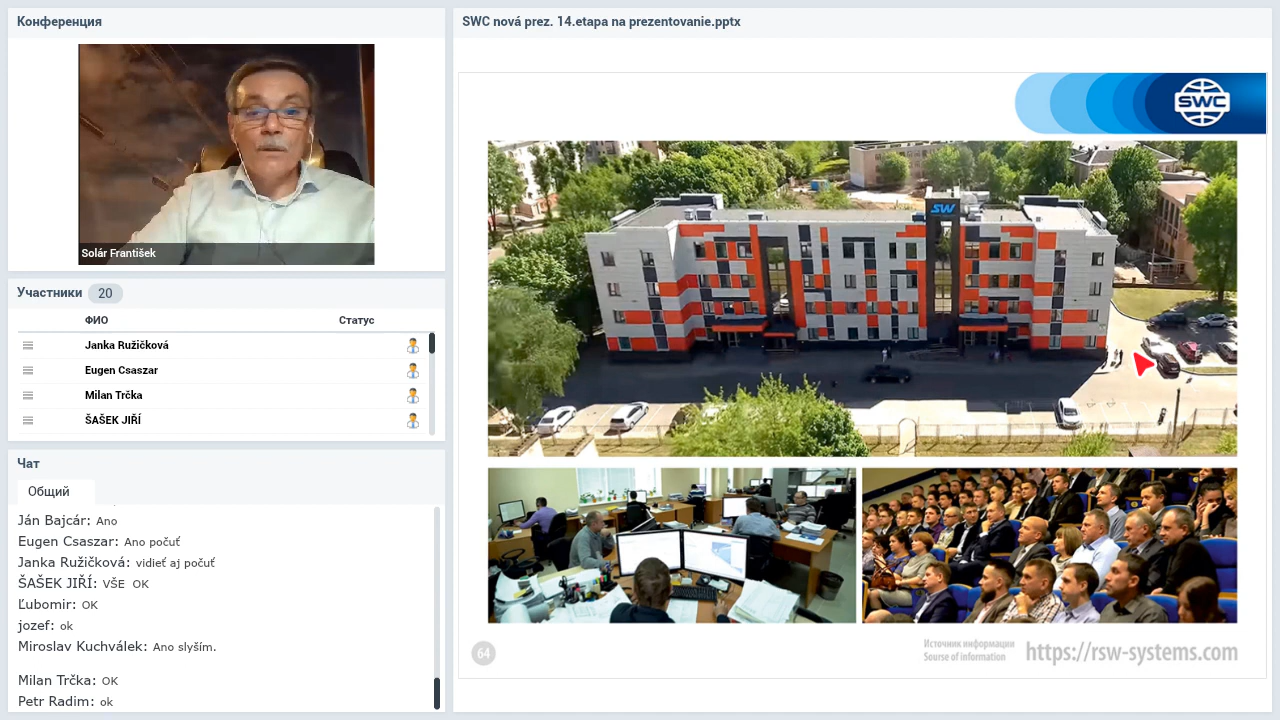 Конференция
Solár František
Участники 20
ФИО Статус
Janka Ružičková
Eugen Csaszar
Milan Trčka
ŠAŠEK JIŘÍ
Чат
Общий
Ján Bajcár: Ano
Eugen Csaszar: Ano počuť
Janka Ružičková: vidieť aj počuť
ŠAŠEK JIŘÍ: VŠE OK
Ľubomir: OK
jozef: ok
Miroslav Kuchválek: Ano slyším.
Milan Trčka: OK
Petr Radim: ok
SWC nová prez. 14.etapa na prezentovanie.pptx
SWC
SW
64
Источник информации
Sourse of information
https://rsw-systems.com